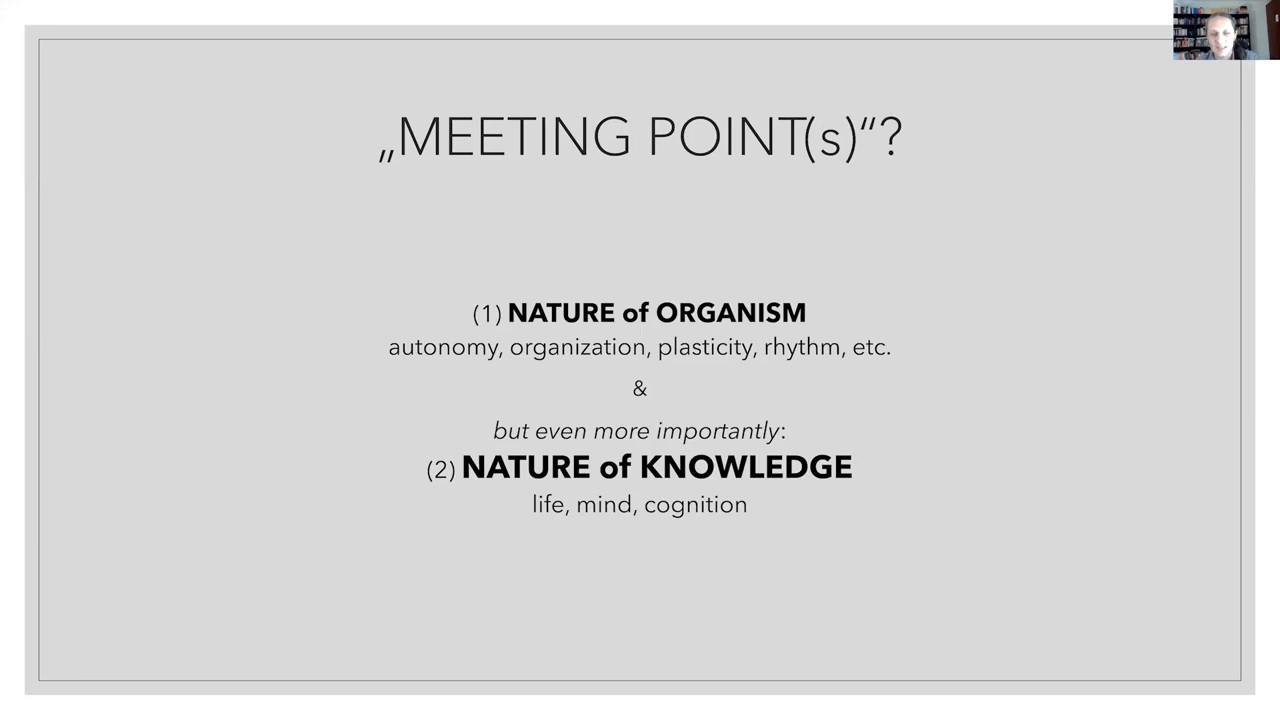 „MEETING POINT(s)“?
(1) NATURE of ORGANISM
autonomy, organization, plasticity, rhythm, etc.
&
but even more importantly:
(2) NATURE of KNOWLEDGE
life, mind, cognition